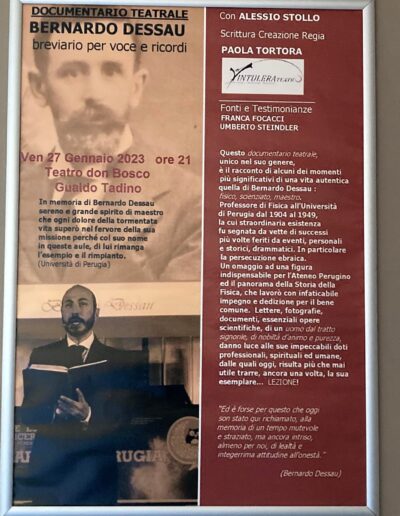 DOCUMENTARIO TEATRALE
BERNARDO DESSAU
breviario per voce e ricordi
Ven 27 Gennaio 2023 ore 21
Teatro don Bosco
Gualdo Tadino
In memoria di Bernardo Dessau
sereno e grande spirito di maestro
che ogni dolore della tormentata
vita superò nel fervore della sua
missione perché col suo nome
in queste aule, di lui rimanga
l'esempio e il rimpianto.
(Università di Perugia)
Con ALESSIO STOLLO
Scrittura Creazione Regia
PAOLA TORTORA
VINTULERATEATRO
Fonti e Testimonianze
FRANCA FOCACCI
UMBERTO STEINDLER
Questo documentario teatrale,
unico nel suo genere,
è il racconto di alcuni dei momenti
più significativi di una vita autentica
quella di Bernardo Dessau :
fisico, scienziato, maestro.
Professore di Fisica all'Università
di Perugia dal 1904 al 1949,
la cui straordinaria esistenza
fu segnata da vette di successi
più volte feriti da eventi, personali
e storici, drammatici. In particolare
la persecuzione ebraica.
Un omaggio ad una figura
indispensabile per l'Ateneo Perugino
ed il panorama della Storia della
Fisica, che lavorò con infaticabile
impegno e dedizione per il bene
comune. Lettere, fotografie,
documenti, essenziali opere
scientifiche, di un uomo dal tratto
signorile, di nobiltà d'animo e purezza,
danno luce alle sue impeccabili doti
professionali, spirituali ed umane,
dalle quali oggi, risulta più che mai
utile trarre, ancora una volta, la sua
esemplare... LEZIONE!
"Ed è forse per questo che oggi
son stato qui richiamato, alla
memoria di un tempo mutevole
e straziato, ma ancora intriso,
almeno per noi, di lealtà e
integerrima attitudine all'onestà."
(Bernardo Dessau)